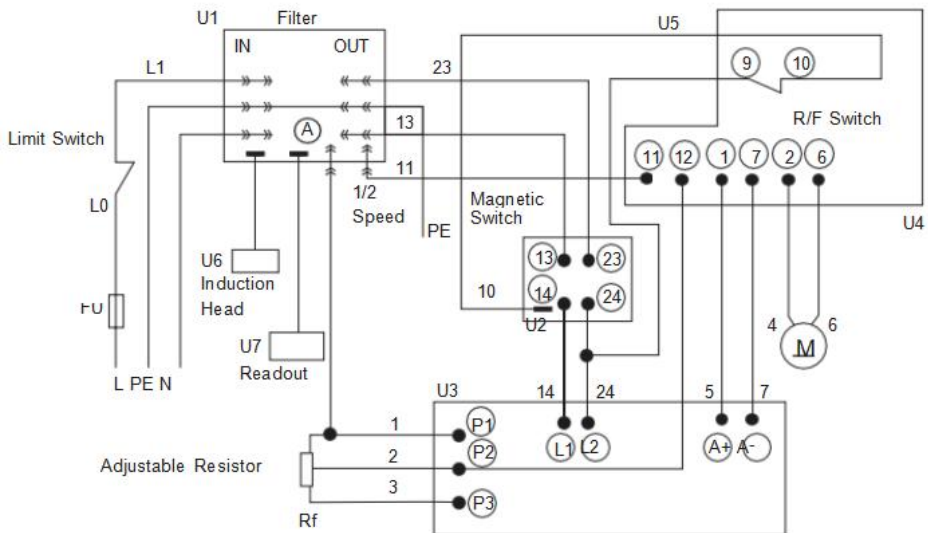 U1 Filter
U5
IN OUT
L1
23
9 10
R/F Switch
13
A
Limit Switch
11 12 1 7 2 6
11
1/2
Speed
Magnetic
Switch
L0
PE
U4
13 23
U6
Induction
Head
10
14 24
U2
FU
4 6
M
U7
Readout
L PE N
U3
14 24
5 7
1
P1
L1 L2
A+ A-
2
P2
Adjustable Resistor
3
P3
Rf